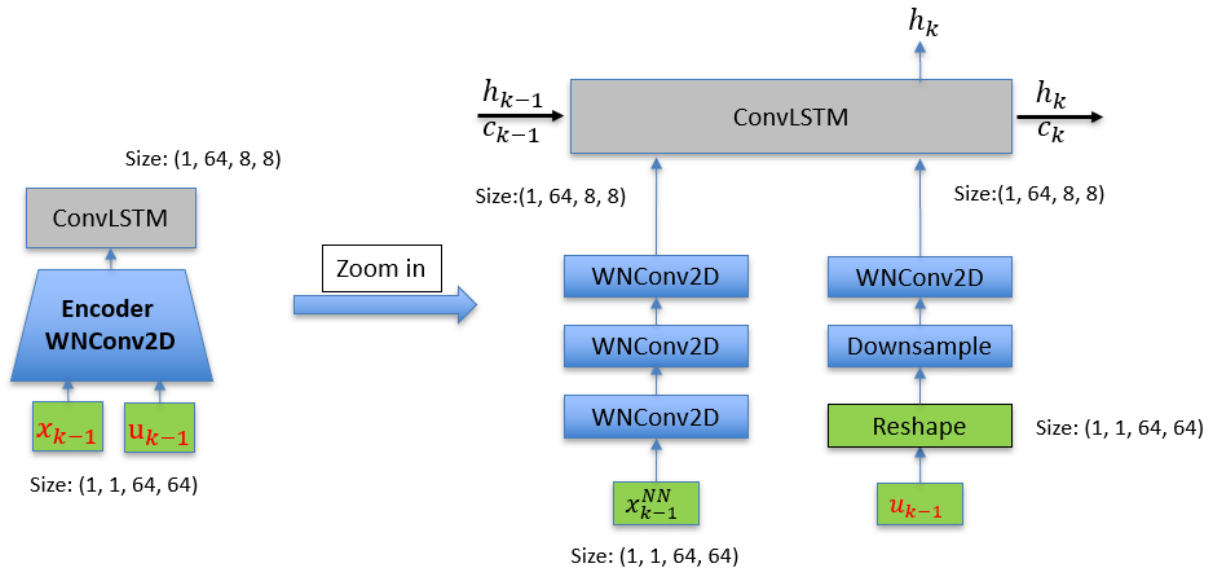 Size: (1, 64, 8, 8)
ConvLSTM
Encoder
WNConv2D
x_{k−1}
u_{k−1}
Size: (1, 1, 64, 64)
Zoom in
h_k
h_{k−1}
c_{k−1}
ConvLSTM
h_k
c_k
Size:(1, 64, 8, 8)
Size:(1, 64, 8, 8)
WNConv2D
WNConv2D
WNConv2D
x_{k−1}^{NN}
Size: (1, 1, 64, 64)
WNConv2D
Downsample
Reshape
Size: (1, 1, 64, 64)
u_{k−1}